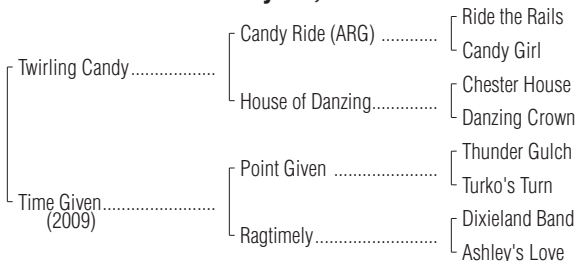 Ride the Rails
Candy Ride (ARG) ............
Candy Girl
Twirling Candy..................
Chester House
House of Danzing..............
Danzing Crown
Thunder Gulch
Point Given ......................
Turko's Turn
Time Given........................
(2009)
Dixieland Band
Ragtimely..........................
Ashley's Love